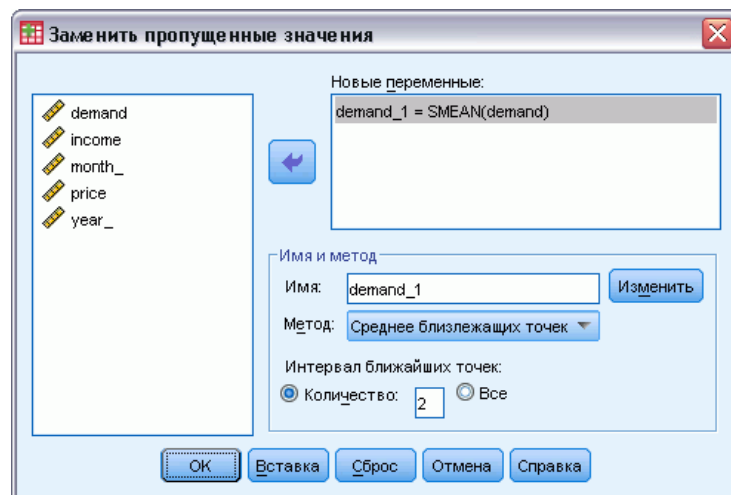 Заменить пропущенные значения
Новые переменные:
demand
income
month_
price
year_
demand_1 = SMEAN(demand)
Имя и метод
Имя: demand_1 Изменить
Метод: Среднее близлежащих точек
Интервал ближайших точек:
Количество: 2 Все
OK Вставка Сброс Отмена Справка